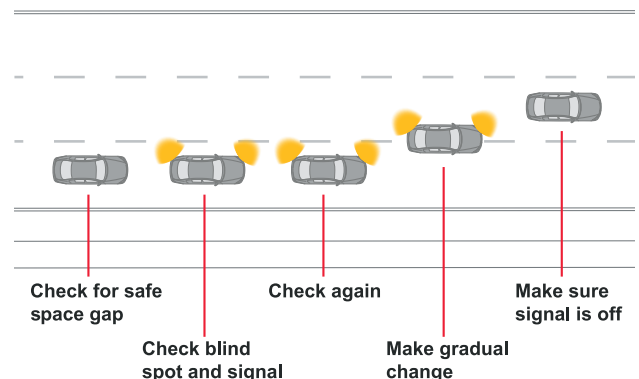 Check for safe
space gap
Check blind
spot and signal
Check again
Make gradual
change
Make sure
signal is off